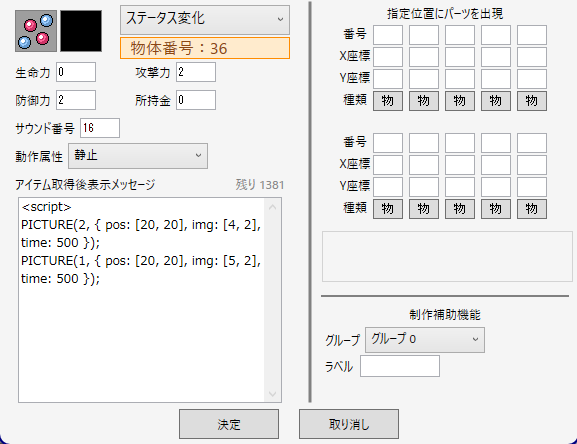 ステータス変化
物体番号：36
生命力 0 攻撃力 2
防御力 2 所持金 0
サウンド番号 16
動作属性 静止
アイテム取得後表示メッセージ 残り 1381
<script>
PICTURE(2, { pos: [20, 20], img: [4, 2],
time: 500 });
PICTURE(1, { pos: [20, 20], img: [5, 2],
time: 500 });
指定位置にパーツを出現
番号
X座標
Y座標
種類 物 物 物 物 物
番号
X座標
Y座標
種類 物 物 物 物 物
制作補助機能
グループ グループ 0
ラベル
決定 取り消し